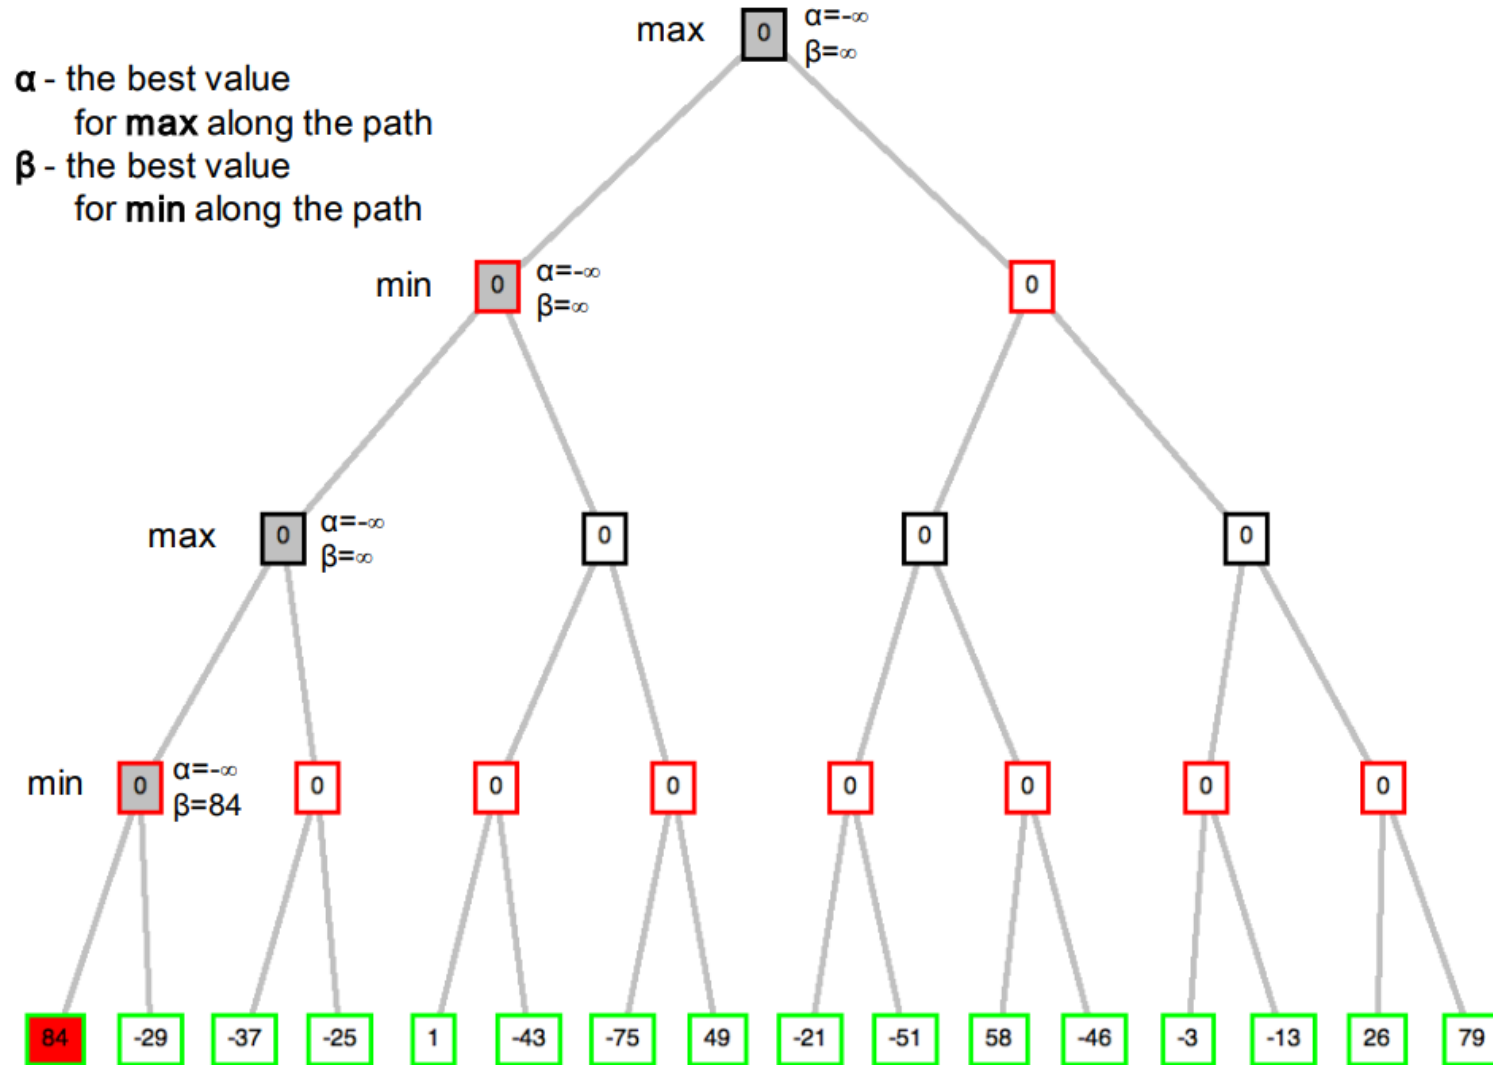 max 0 α=-∞
β=∞
α - the best value
for max along the path
β - the best value
for min along the path
min 0 α=-∞ 0
β=∞
max 0 α=-∞ 0 0 0
β=∞
min 0 α=-∞ 0 0 0 0 0 0 0
β=84
84 -29 -37 -25 1 -43 -75 49 -21 -51 58 -46 -3 -13 26 79